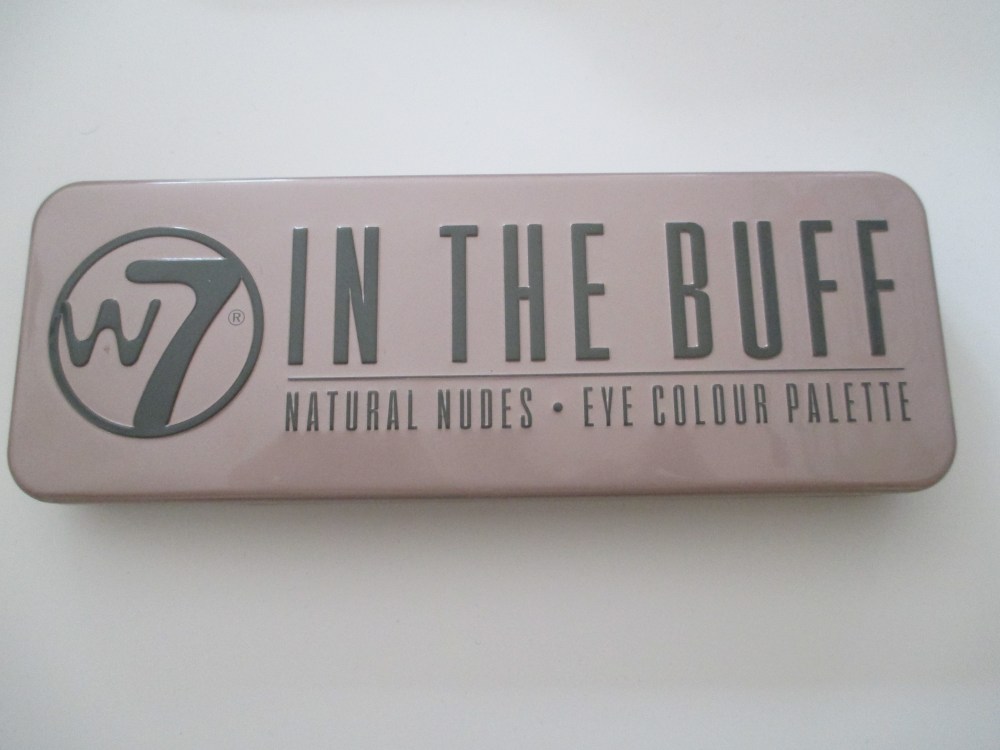 W7®
IN THE BUFF
NATURAL NUDES • EYE COLOUR PALETTE